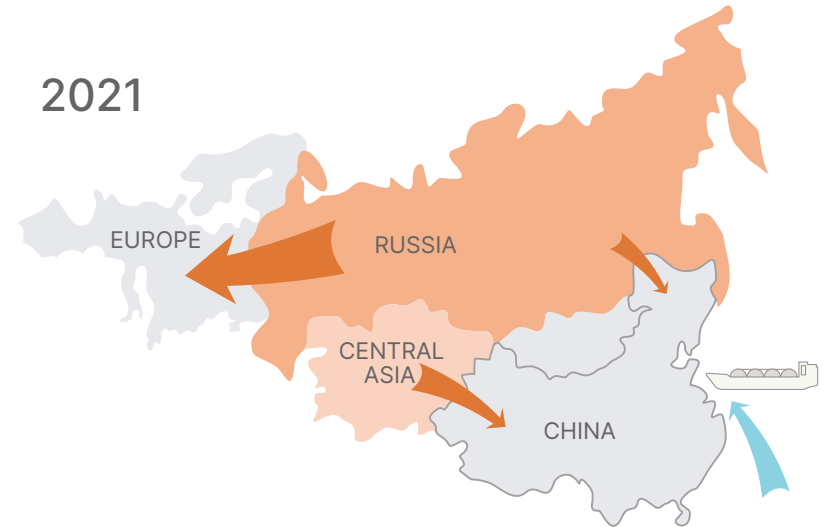 2021
EUROPE
RUSSIA
CENTRAL
ASIA
CHINA